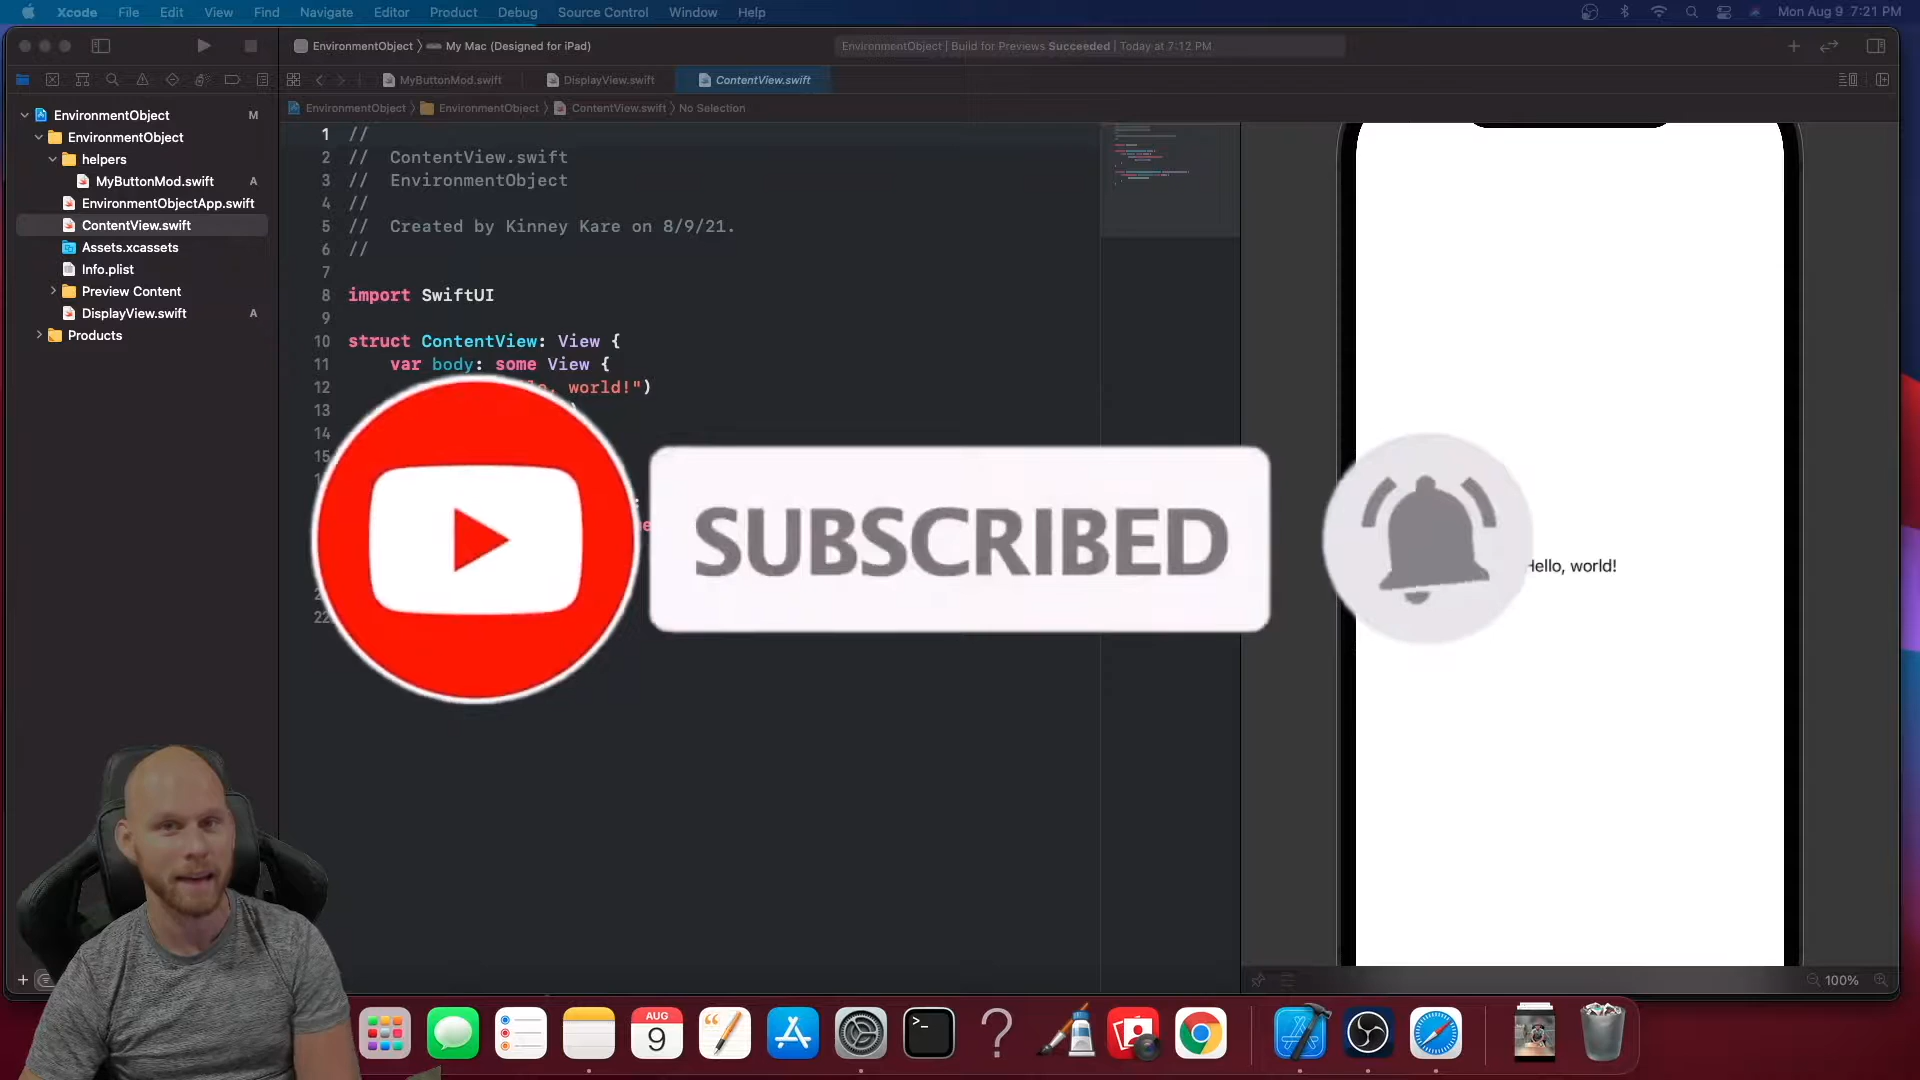 Xcode File Edit View Find Navigate Editor Product Debug Source Control Window Help Mon Aug 9 7:21 PM
EnvironmentObject My Mac (Designed for iPad) EnvironmentObject | Build for Previews Succeeded | Today at 7:12 PM
MyButtonMod.swift DisplayView.swift ContentView.swift
EnvironmentObject EnvironmentObject ContentView.swift No Selection
EnvironmentObject M
EnvironmentObject
helpers
MyButtonMod.swift A
EnvironmentObjectApp.swift
ContentView.swift
Assets.xcassets
Info.plist
Preview Content
DisplayView.swift A
Products
1 //
2 // ContentView.swift
3 // EnvironmentObject
4 //
5 // Created by Kinney Kare on 8/9/21.
6 //
7
8 import SwiftUI
9
10 struct ContentView: View {
11 var body: some View {
12 world!")
13 )
14
15
22
SUBSCRIBED
Hello, world!
100%
AUG
9